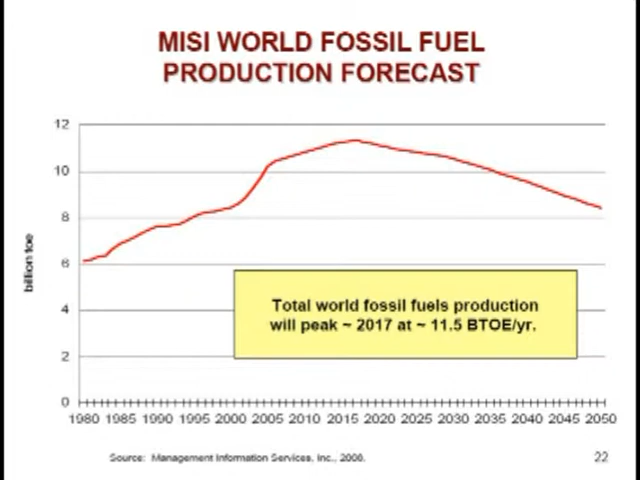 MISI WORLD FOSSIL FUEL
PRODUCTION FORECAST
12
10
8
6
4
2
0
billion toe
Total world fossil fuels production
will peak ~ 2017 at ~ 11.5 BTOE/yr.
1980 1985 1990 1995 2000 2005 2010 2015 2020 2025 2030 2035 2040 2045 2050
Source: Management Information Services, Inc.,
22